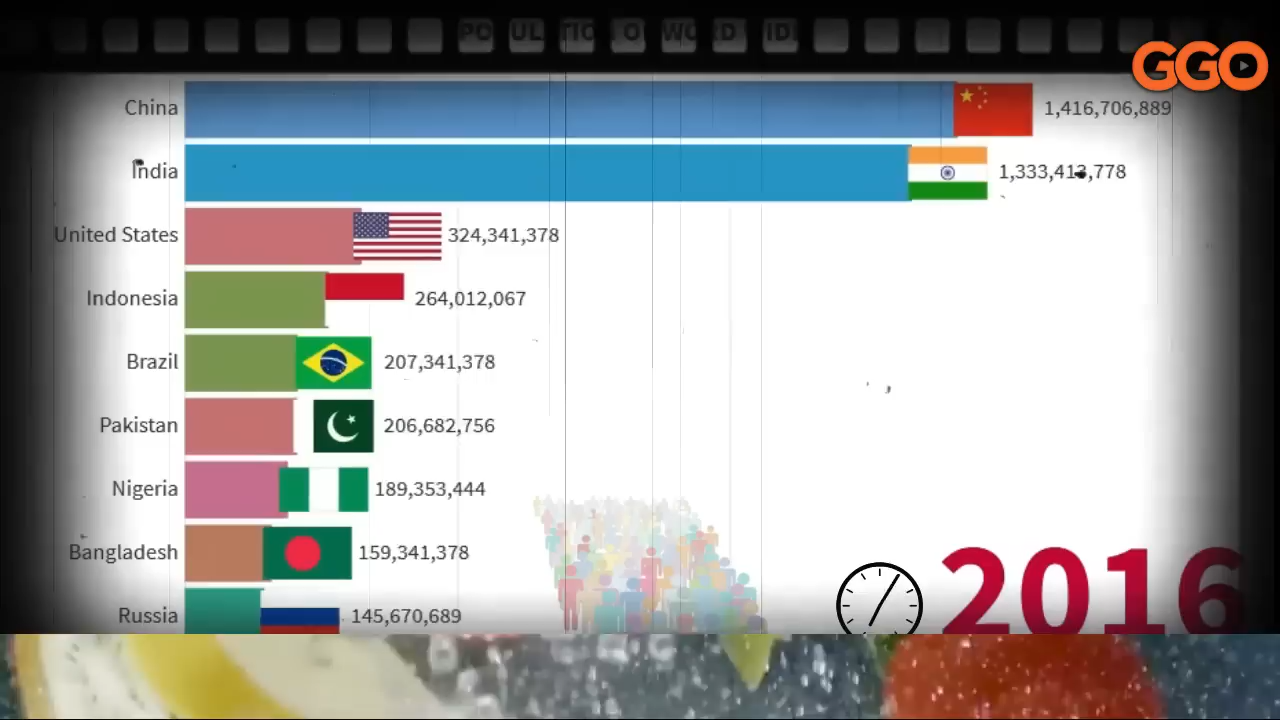 GGO
China 1,416,706,889
India 1,333,413,778
United States 324,341,378
Indonesia 264,012,067
Brazil 207,341,378
Pakistan 206,682,756
Nigeria 189,353,444
Bangladesh 159,341,378
Russia 145,670,689
2016